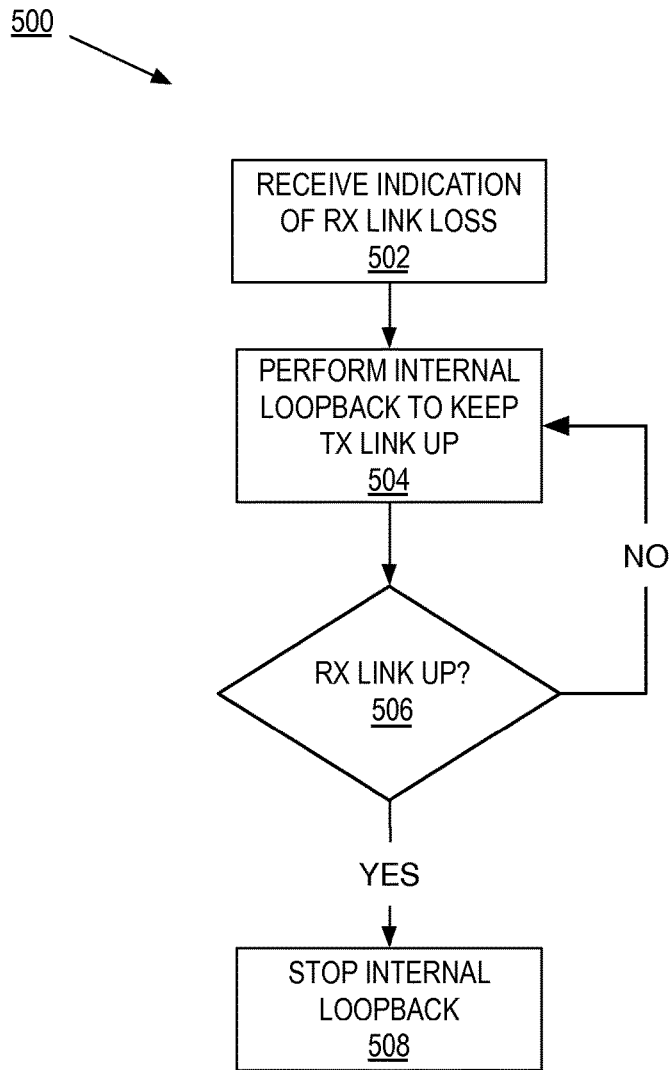 500
RECEIVE INDICATION
OF RX LINK LOSS
502
PERFORM INTERNAL
LOOPBACK TO KEEP
TX LINK UP
504
NO
RX LINK UP?
506
YES
STOP INTERNAL
LOOPBACK
508